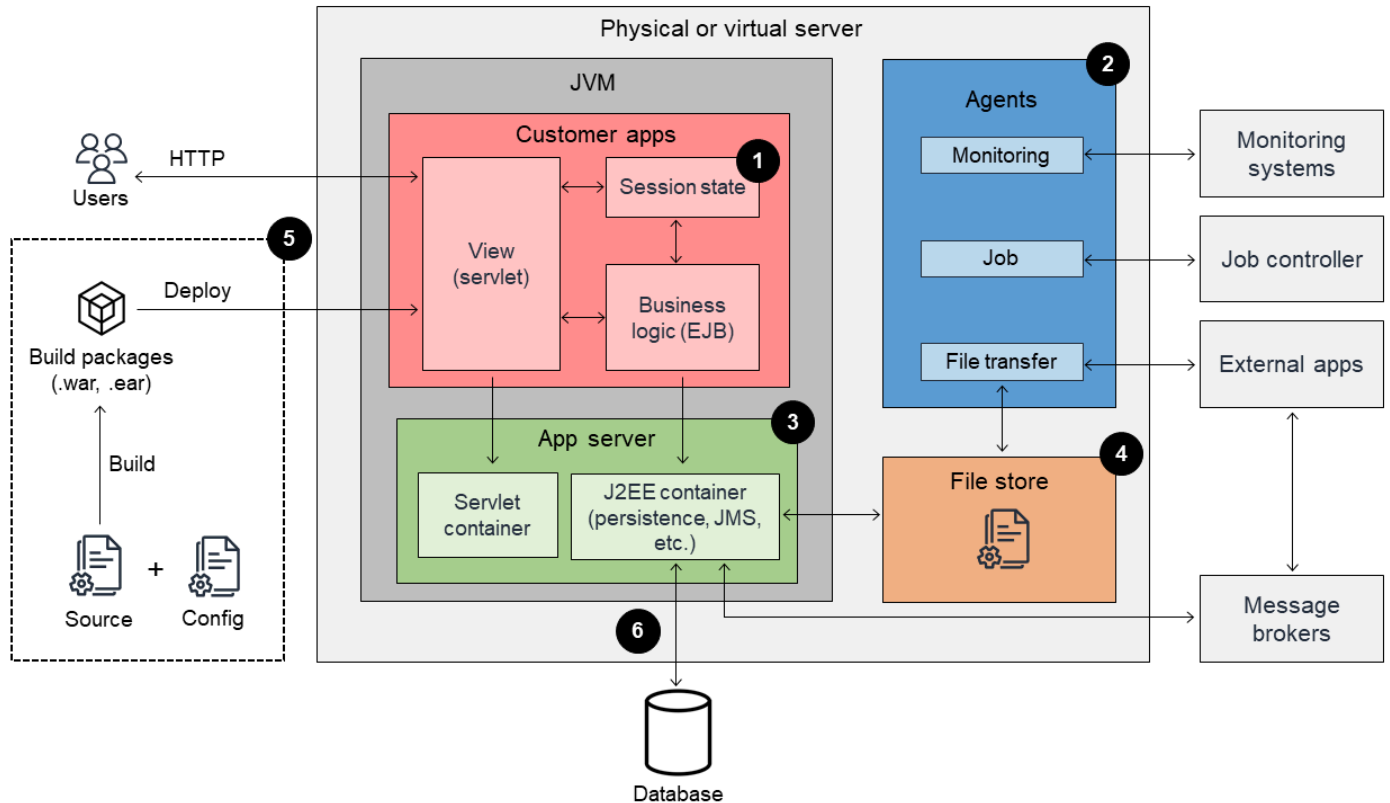 Physical or virtual server
JVM
Customer apps
1
Session state
View
(servlet)
Business
logic (EJB)
App server
3
Servlet
container
J2EE container
(persistence, JMS,
etc.)
2
Agents
Monitoring
Job
File transfer
4
File store
Monitoring
systems
Job controller
External apps
Message
brokers
HTTP
Users
5
Deploy
Build packages
(.war, .ear)
Build
+
Source
Config
6
Database